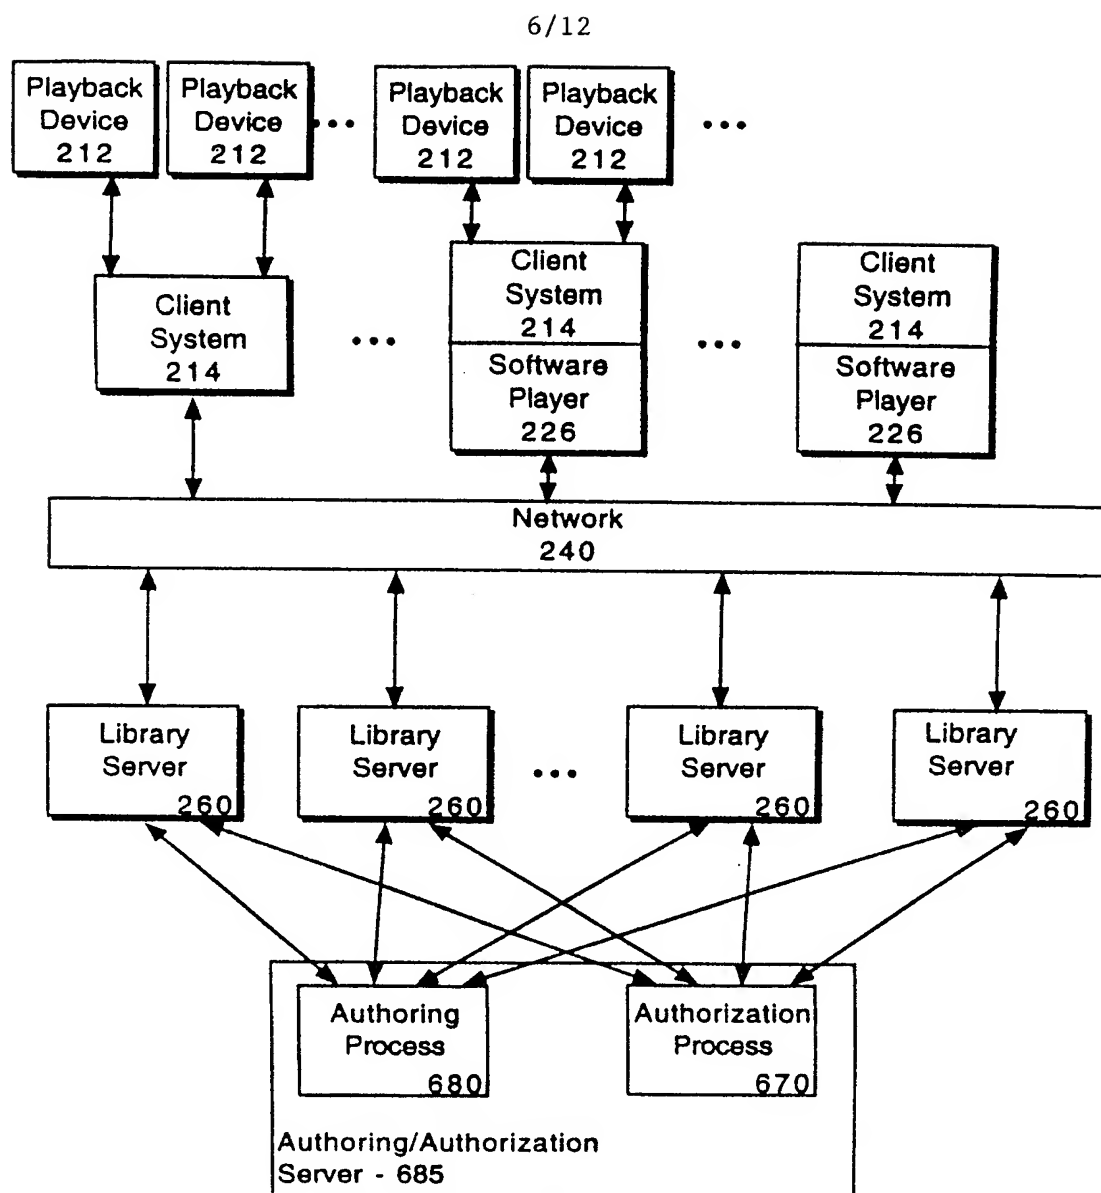 6/12
Playback
Device
212
Playback
Device
212
Playback
Device
212
Playback
Device
212
Client
System
214
Client
System
214
Software
Player
226
Client
System
214
Software
Player
226
Network
240
Library
Server
260
Library
Server
260
Library
Server
260
Library
Server
260
Authoring
Process
680
Authorization
Process
670
Authoring/Authorization
Server - 685